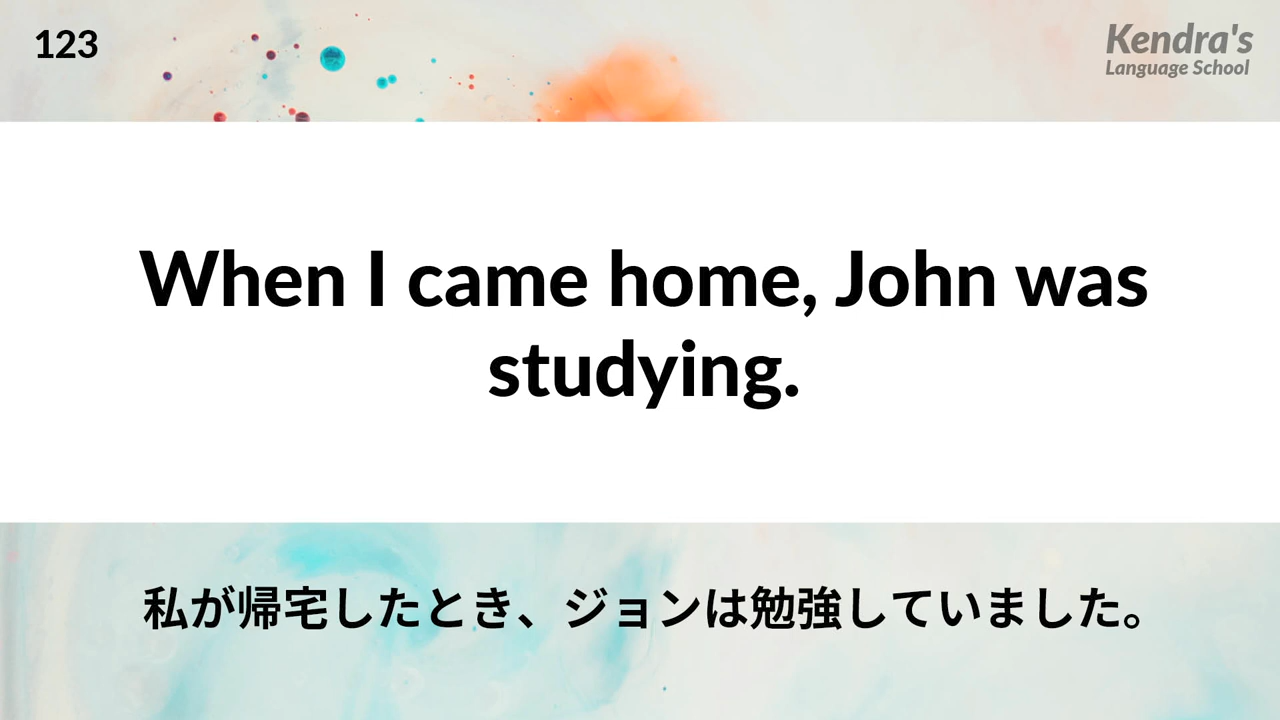 123
Kendra's
Language School
When I came home, John was
studying.
私が帰宅したとき、ジョンは勉強していました。